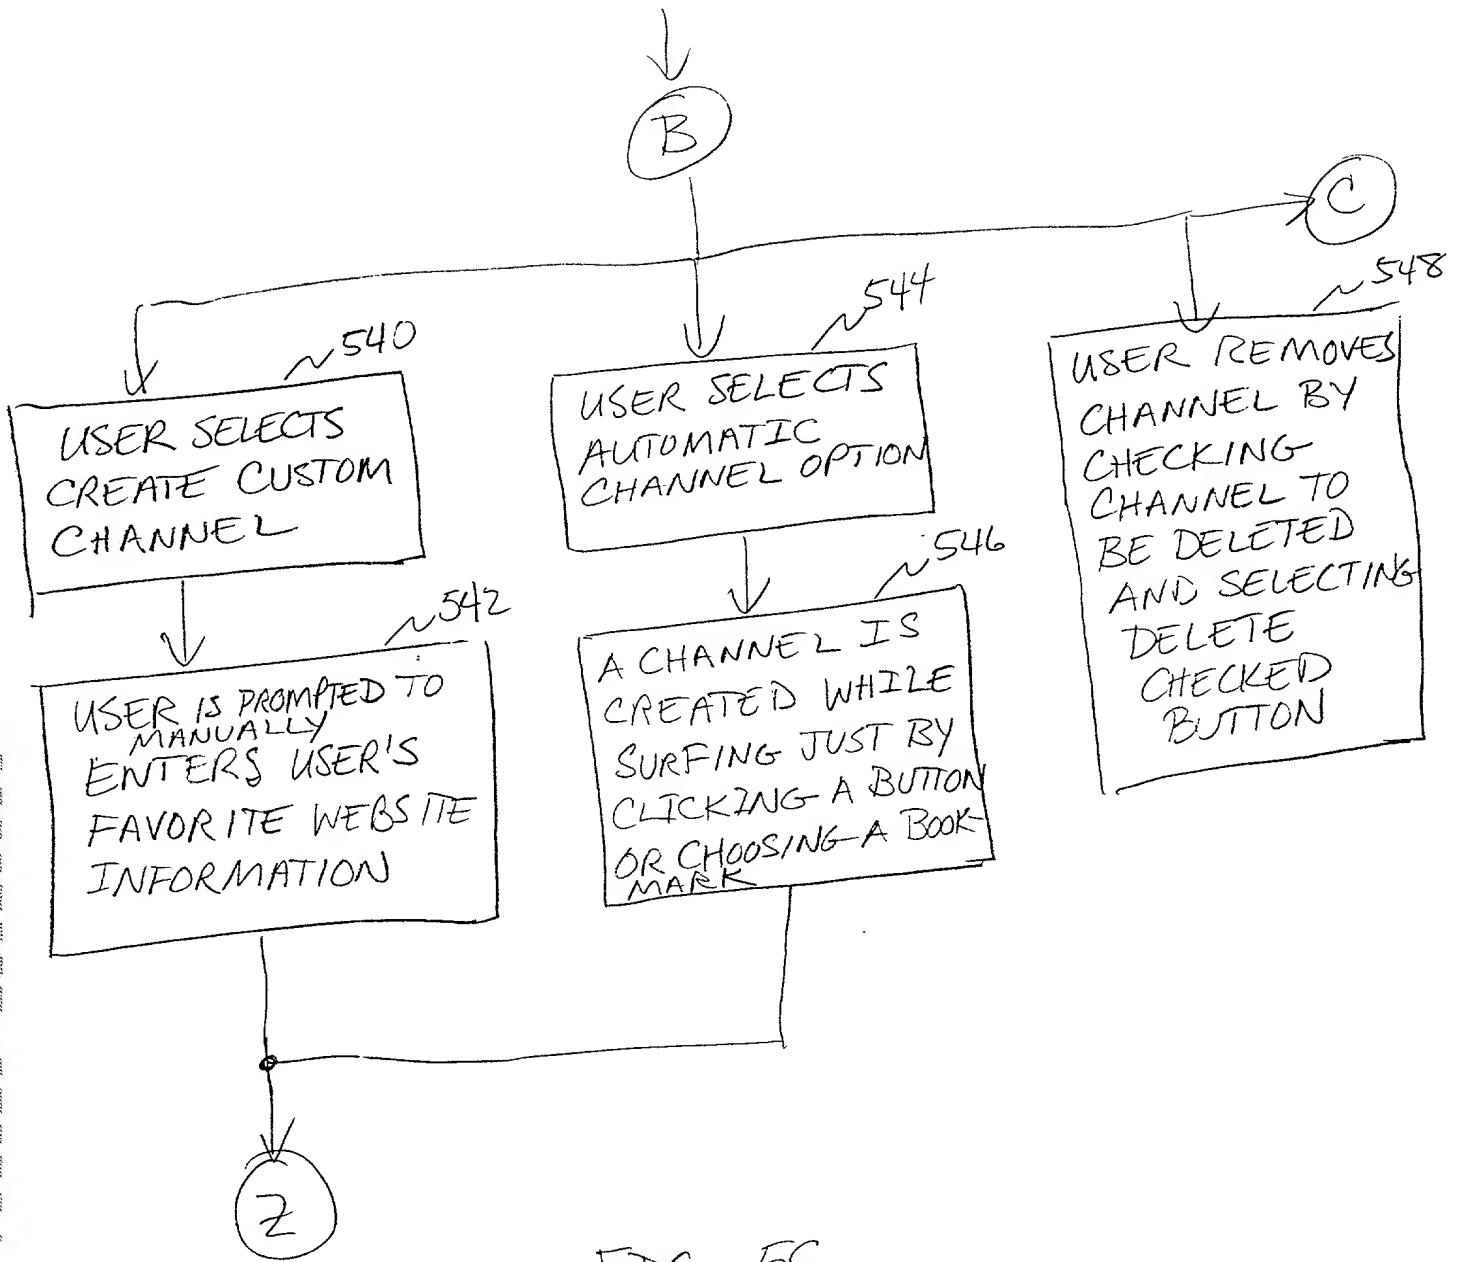 B
C
540
544
548
USER SELECTS
CREATE CUSTOM
CHANNEL
USER SELECTS
AUTOMATIC
CHANNEL OPTION
USER REMOVES
CHANNEL BY
CHECKING
CHANNEL TO
BE DELETED
AND SELECTING
DELETE
CHECKED
BUTTON
542
USER IS PROMPTED TO
MANUALLY
ENTERS USER'S
FAVORITE WEBSITE
INFORMATION
546
A CHANNEL IS
CREATED WHILE
SURFING JUST BY
CLICKING A BUTTON
OR CHOOSING A BOOK-
MARK
Z
FIG. 5C